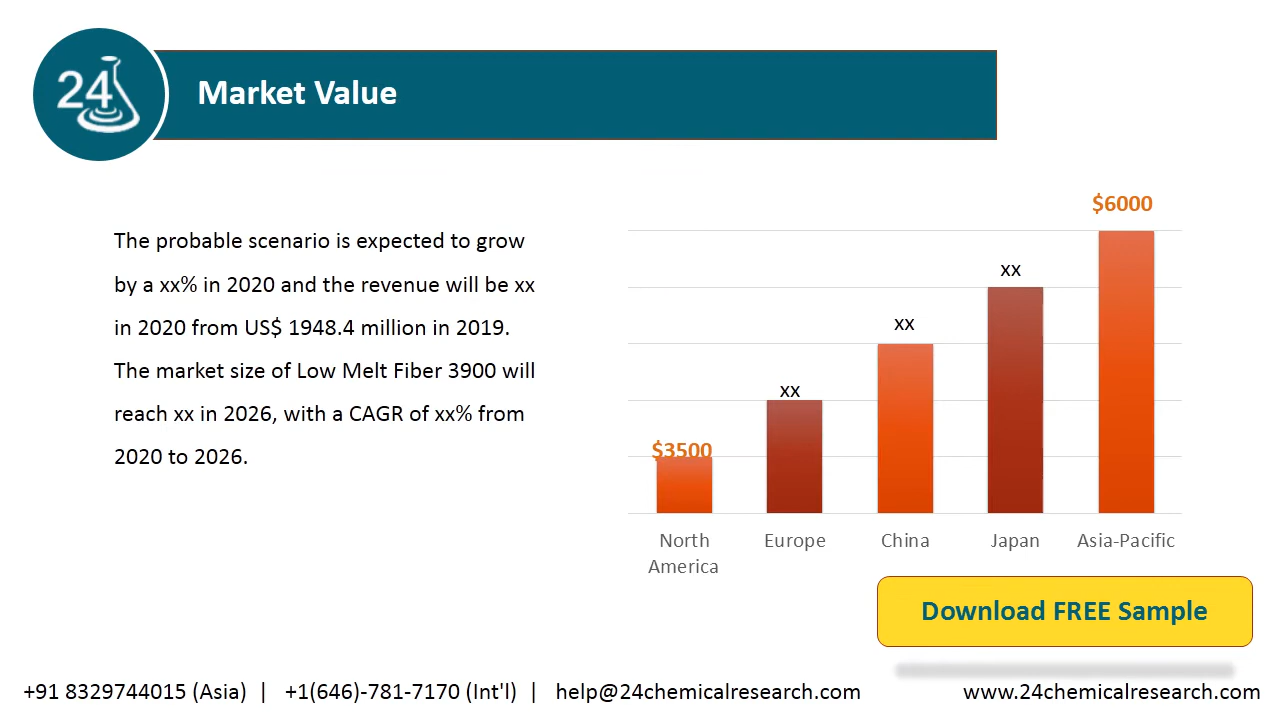 24
Market Value
The probable scenario is expected to grow
by a xx% in 2020 and the revenue will be xx
in 2020 from US$ 1948.4 million in 2019.
The market size of Low Melt Fiber 3900 will
reach xx in 2026, with a CAGR of xx% from
2020 to 2026.
$3500
xx
xx
xx
$6000
North
America
Europe
China
Japan
Asia-Pacific
Download FREE Sample
+91 8329744015 (Asia) | +1(646)-781-7170 (Int'l) | help@24chemicalresearch.com
www.24chemicalresearch.com